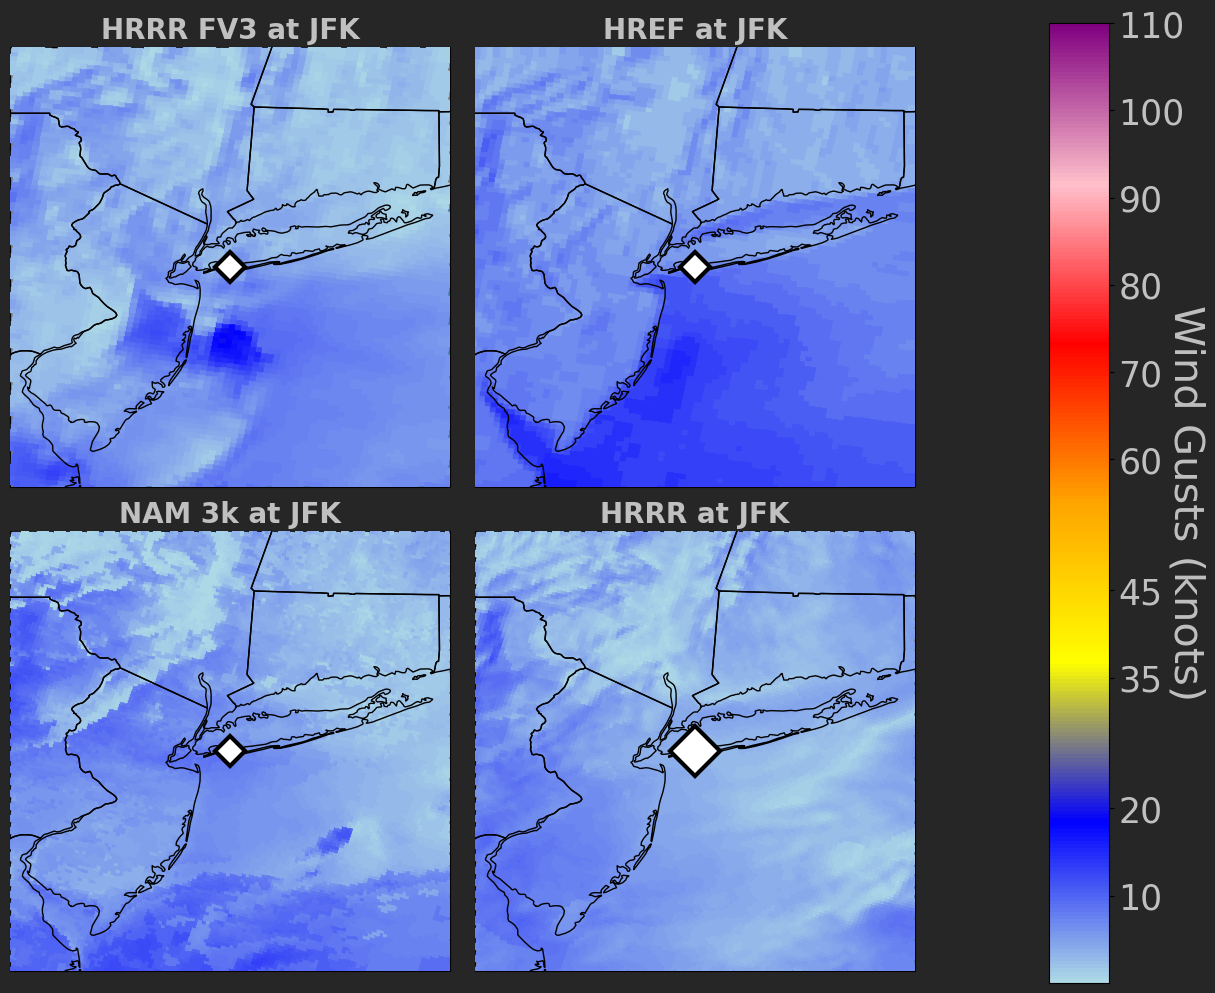 HRRR FV3 at JFK
HREF at JFK
NAM 3k at JFK
HRRR at JFK
110
100
90
80
70
60
45
35
20
10
Wind Gusts (knots)